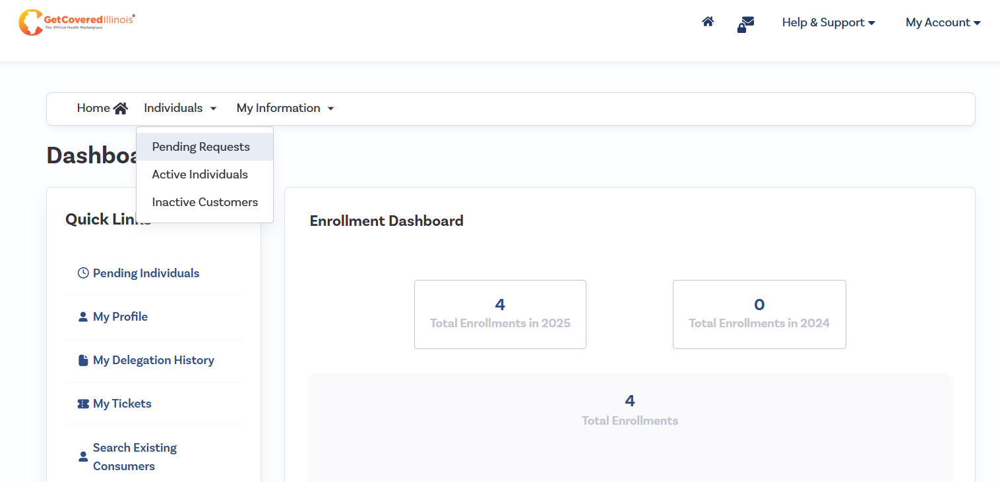 GetCoveredIllinois®
The Official Health Marketplace
Help & Support
My Account
Home
Individuals
My Information
Pending Requests
Active Individuals
Inactive Customers
Dashboa
Quick Links
Enrollment Dashboard
Pending Individuals
My Profile
My Delegation History
My Tickets
Search Existing
Consumers
4
Total Enrollments in 2025
0
Total Enrollments in 2024
4
Total Enrollments